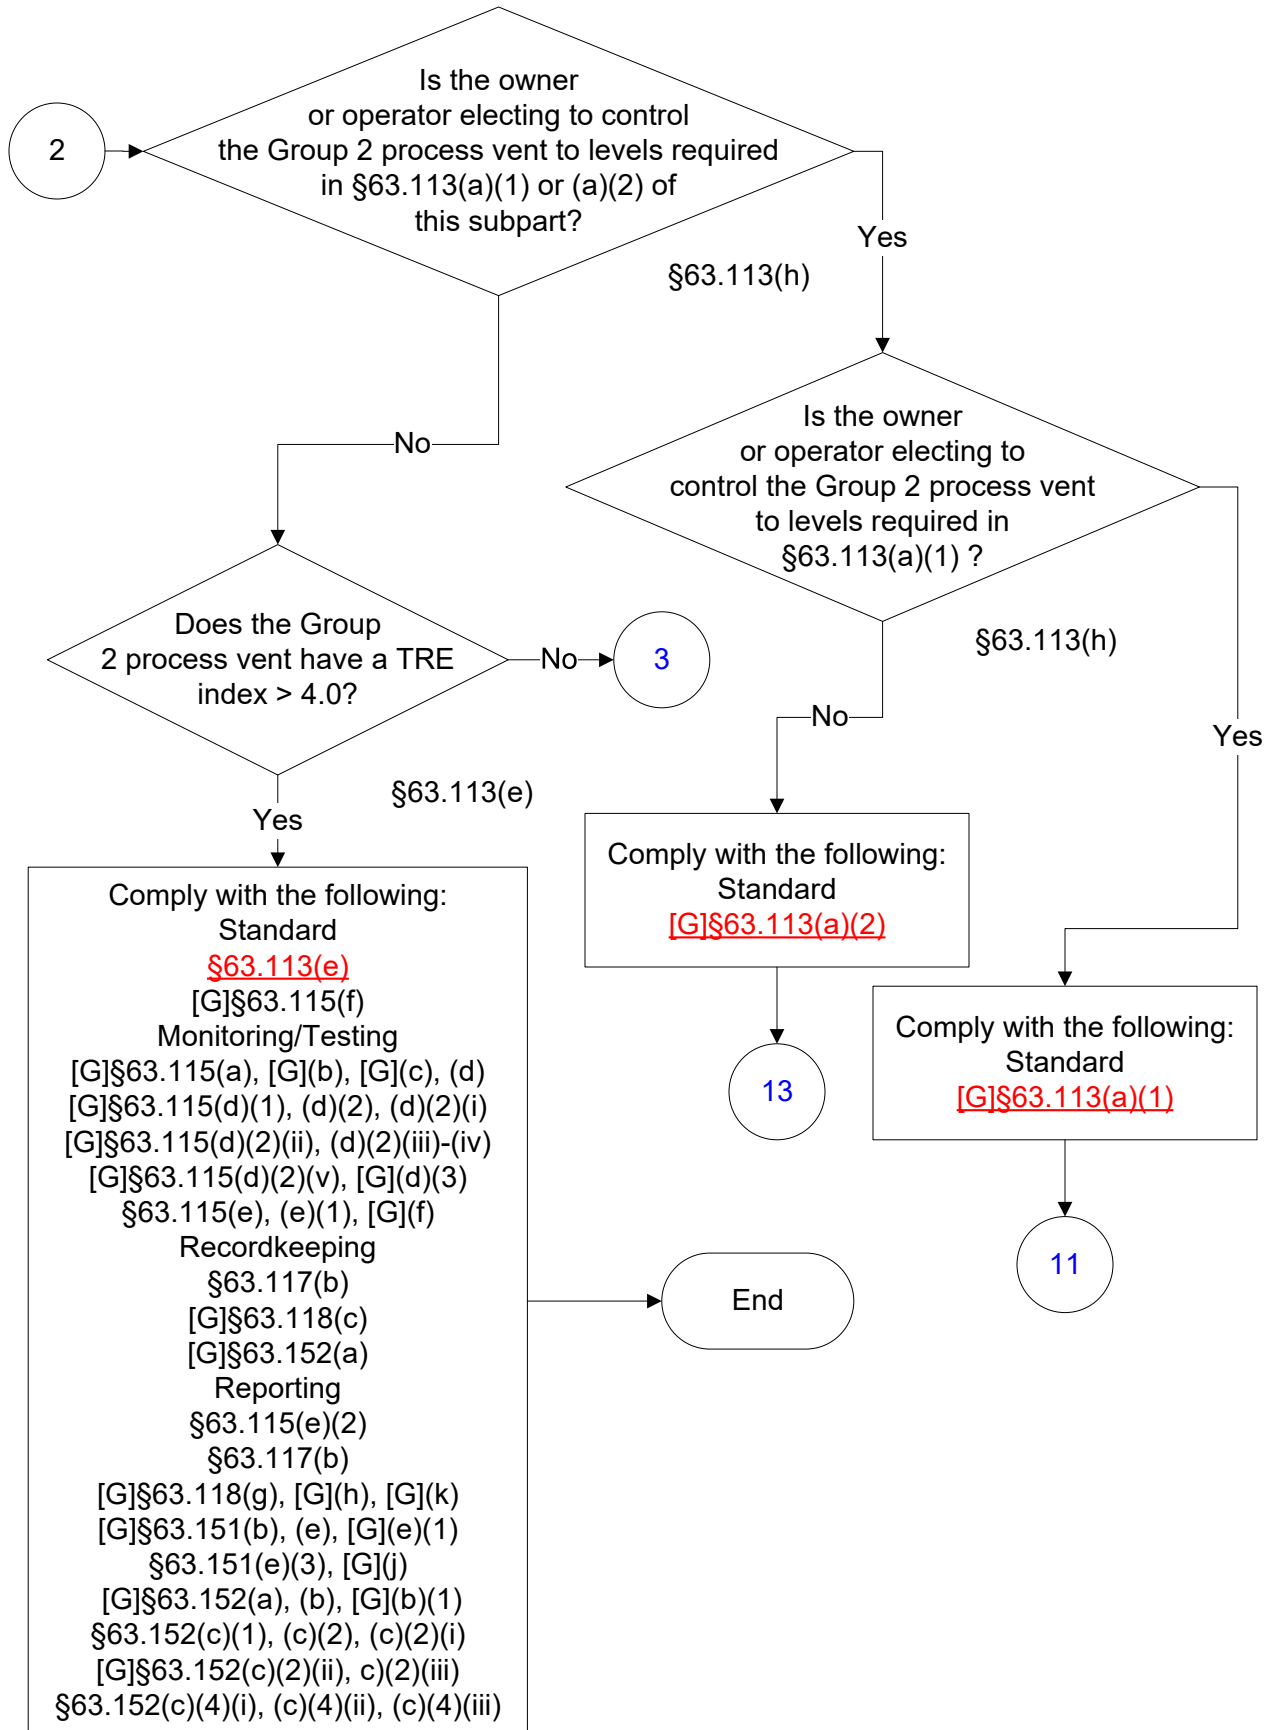 2
Is the owner
or operator electing to control
the Group 2 process vent to levels required
in §63.113(a)(1) or (a)(2) of
this subpart?
Yes
§63.113(h)
No
Is the owner
or operator electing to
control the Group 2 process vent
to levels required in
§63.113(a)(1) ?
§63.113(h)
Does the Group
2 process vent have a TRE
index > 4.0?
No
3
No
Yes
§63.113(e)
Yes
Comply with the following:
Standard
[G]§63.113(a)(2)
13
Comply with the following:
Standard
[G]§63.113(a)(1)
11
Comply with the following:
Standard
§63.113(e)
[G]§63.115(f)
Monitoring/Testing
[G]§63.115(a), [G](b), [G](c), (d)
[G]§63.115(d)(1), (d)(2), (d)(2)(i)
[G]§63.115(d)(2)(ii), (d)(2)(iii)-(iv)
[G]§63.115(d)(2)(v), [G](d)(3)
§63.115(e), (e)(1), [G](f)
Recordkeeping
§63.117(b)
[G]§63.118(c)
[G]§63.152(a)
Reporting
§63.115(e)(2)
§63.117(b)
[G]§63.118(g), [G](h), [G](k)
[G]§63.151(b), (e), [G](e)(1)
§63.151(e)(3), [G](j)
[G]§63.152(a), (b), [G](b)(1)
§63.152(c)(1), (c)(2), (c)(2)(i)
[G]§63.152(c)(2)(ii), c)(2)(iii)
§63.152(c)(4)(i), (c)(4)(ii), (c)(4)(iii)
End